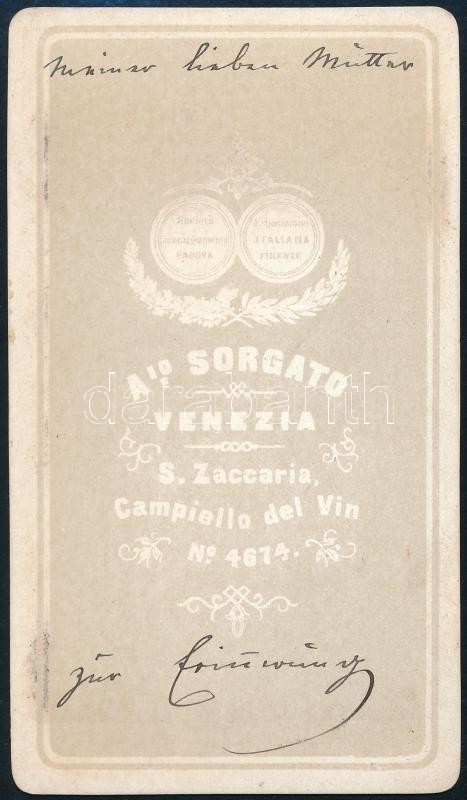 Meiner lieben Mutter
Società
d'Incoraggiamento
PADOVA
Esposizione
ITALIANA
FIRENZE
A.io SORGATO
darabanth
VENEZIA
S. Zaccaria,
Campiello del Vin
No. 4674.
zur Erinnerung